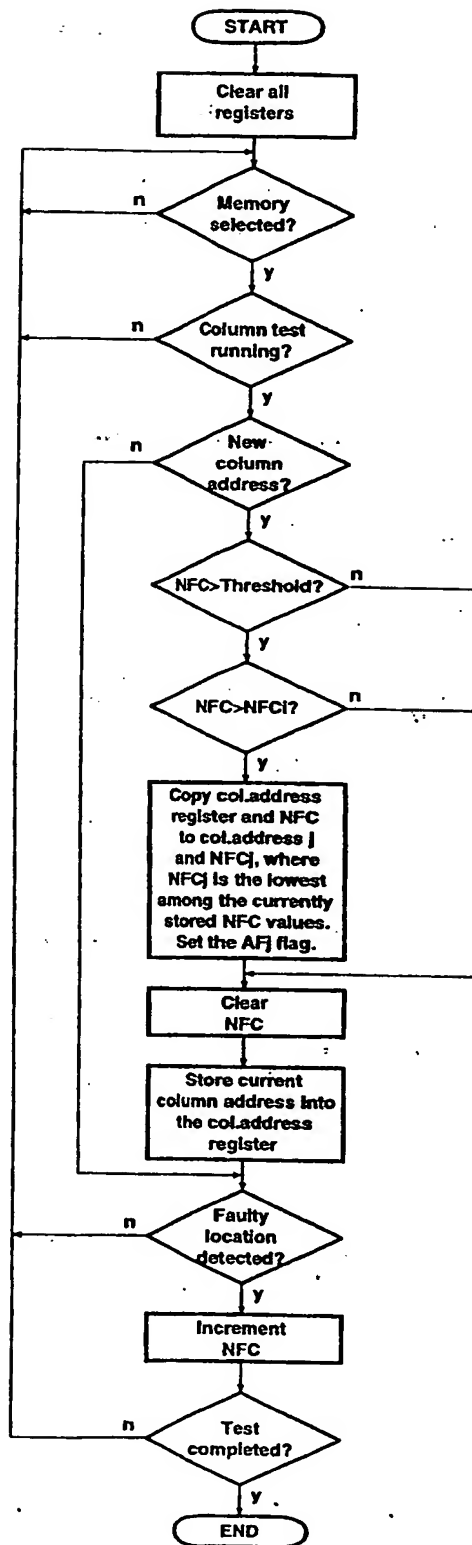 START
Clear all
registers
n
Memory
selected?
y
n
Column test
running?
y
n
New
column
address?
y
NFC>Threshold?
n
y
NFC>NFCi?
n
y
Copy col.address
register and NFC
to col.address j
and NFCj, where
NFCj is the lowest
among the currently
stored NFC values.
Set the AFj flag.
Clear
NFC
Store current
column address into
the col.address
register
n
Faulty
location
detected?
y
Increment
NFC
n
Test
completed?
y
END